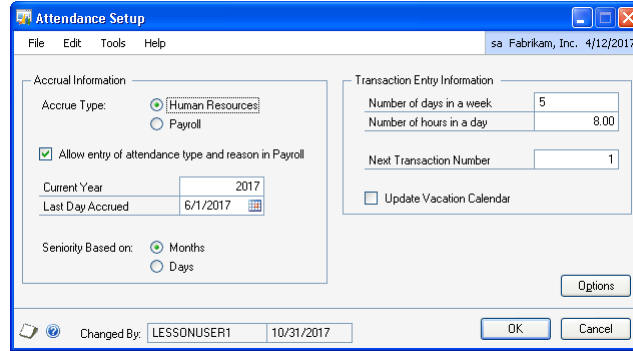 Attendance Setup
File Edit Tools Help
sa Fabrikam, Inc. 4/12/2017
Accrual Information
Accrue Type: Human Resources
Payroll
Allow entry of attendance type and reason in Payroll
Current Year 2017
Last Day Accrued 6/1/2017
Seniority Based on: Months
Days
Transaction Entry Information
Number of days in a week 5
Number of hours in a day 8.00
Next Transaction Number 1
Update Vacation Calendar
Options
Changed By: LESSONUSER1 10/31/2017
OK Cancel